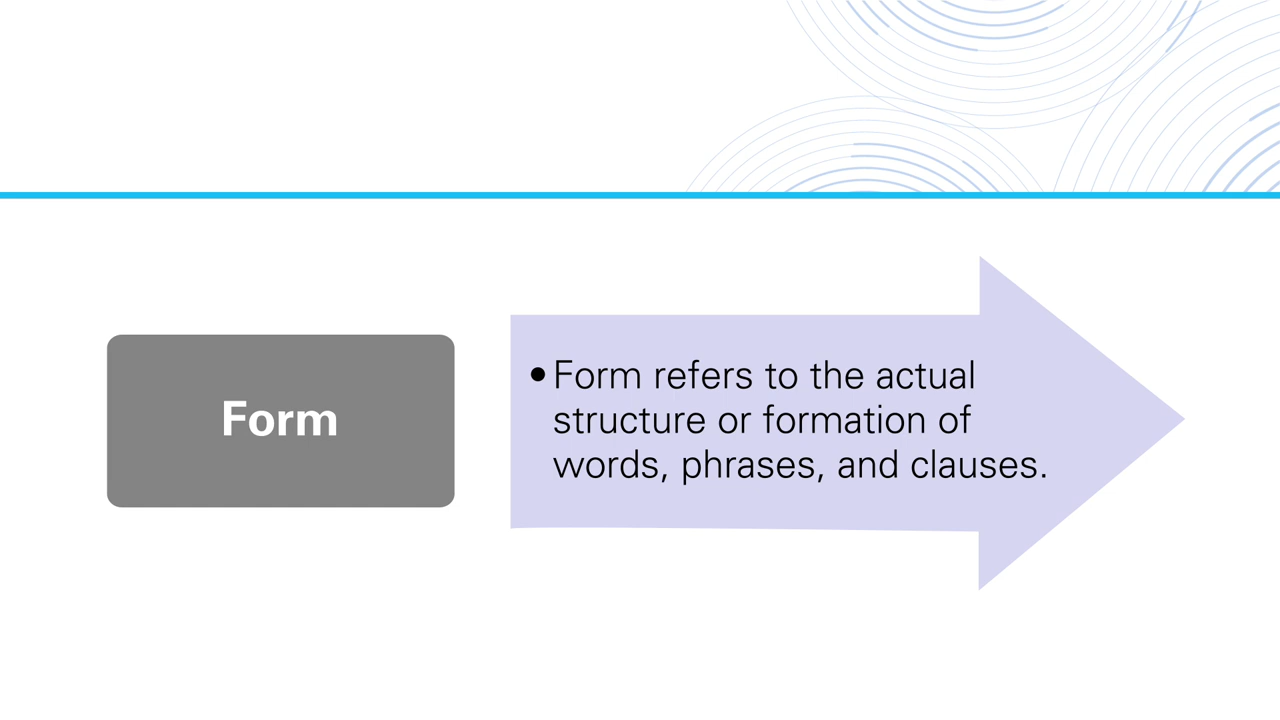 Form
•Form refers to the actual
structure or formation of
words, phrases, and clauses.